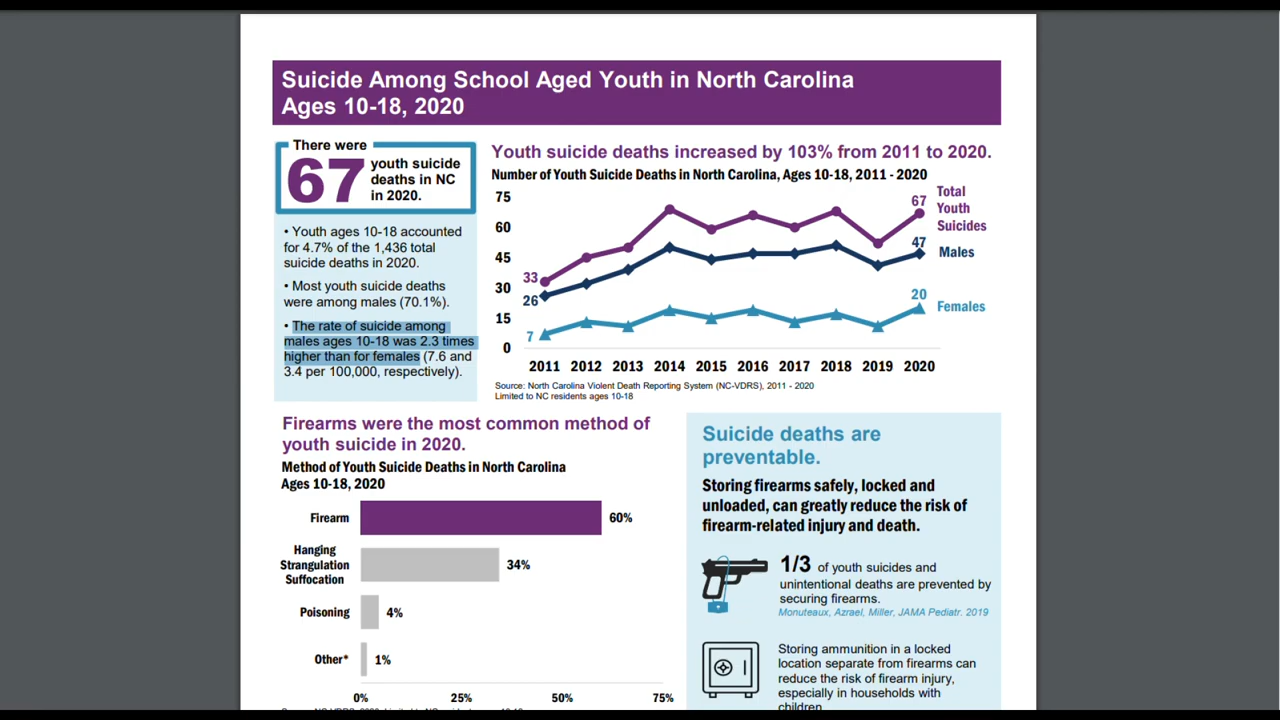 Suicide Among School Aged Youth in North Carolina
Ages 10-18, 2020
There were
67
youth suicide
deaths in NC
in 2020.
• Youth ages 10-18 accounted
for 4.7% of the 1,436 total
suicide deaths in 2020.
• Most youth suicide deaths
were among males (70.1%).
• The rate of suicide among
males ages 10-18 was 2.3 times
higher than for females (7.6 and
3.4 per 100,000, respectively).
Youth suicide deaths increased by 103% from 2011 to 2020.
Number of Youth Suicide Deaths in North Carolina, Ages 10-18, 2011 - 2020
75
60
45
30
15
0
33
26
7
67
47
20
Total
Youth
Suicides
Males
Females
2011 2012 2013 2014 2015 2016 2017 2018 2019 2020
Source: North Carolina Violent Death Reporting System (NC-VDRS), 2011 - 2020
Limited to NC residents ages 10-18
Firearms were the most common method of
youth suicide in 2020.
Method of Youth Suicide Deaths in North Carolina
Ages 10-18, 2020
Firearm 60%
Hanging
Strangulation
Suffocation
34%
Poisoning 4%
Other* 1%
0% 25% 50% 75%
Suicide deaths are
preventable.
Storing firearms safely, locked and
unloaded, can greatly reduce the risk of
firearm-related injury and death.
1/3 of youth suicides and
unintentional deaths are prevented by
securing firearms.
Monuteaux, Azrael, Miller, JAMA Pediatr. 2019
Storing ammunition in a locked
location separate from firearms can
reduce the risk of firearm injury,
especially in households with
children